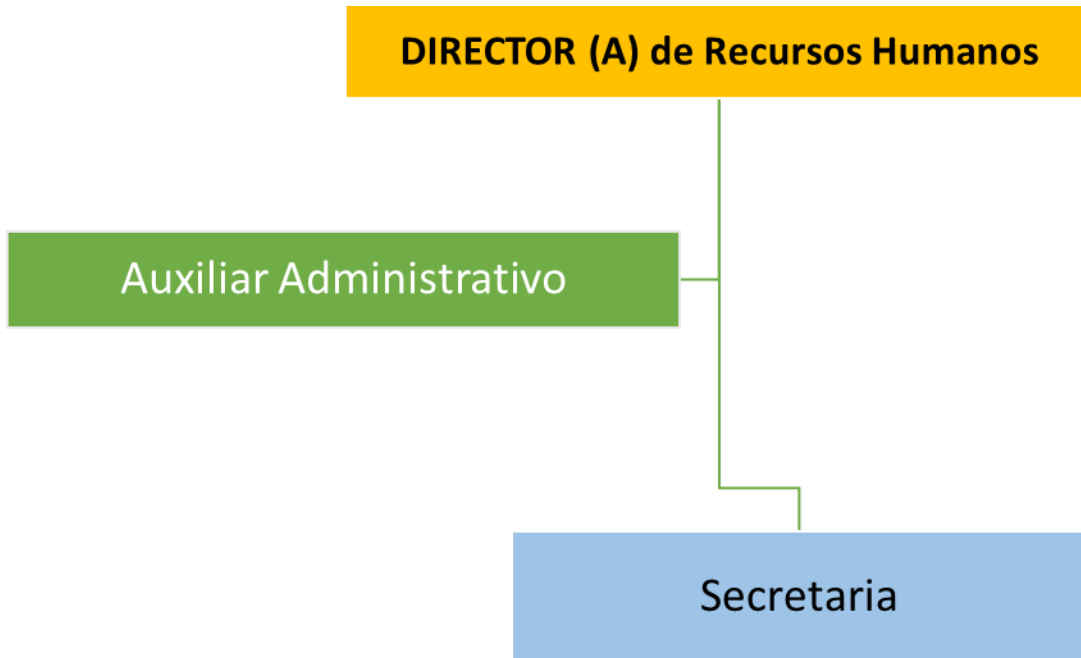 DIRECTOR (A) de Recursos Humanos
Auxiliar Administrativo
Secretaria